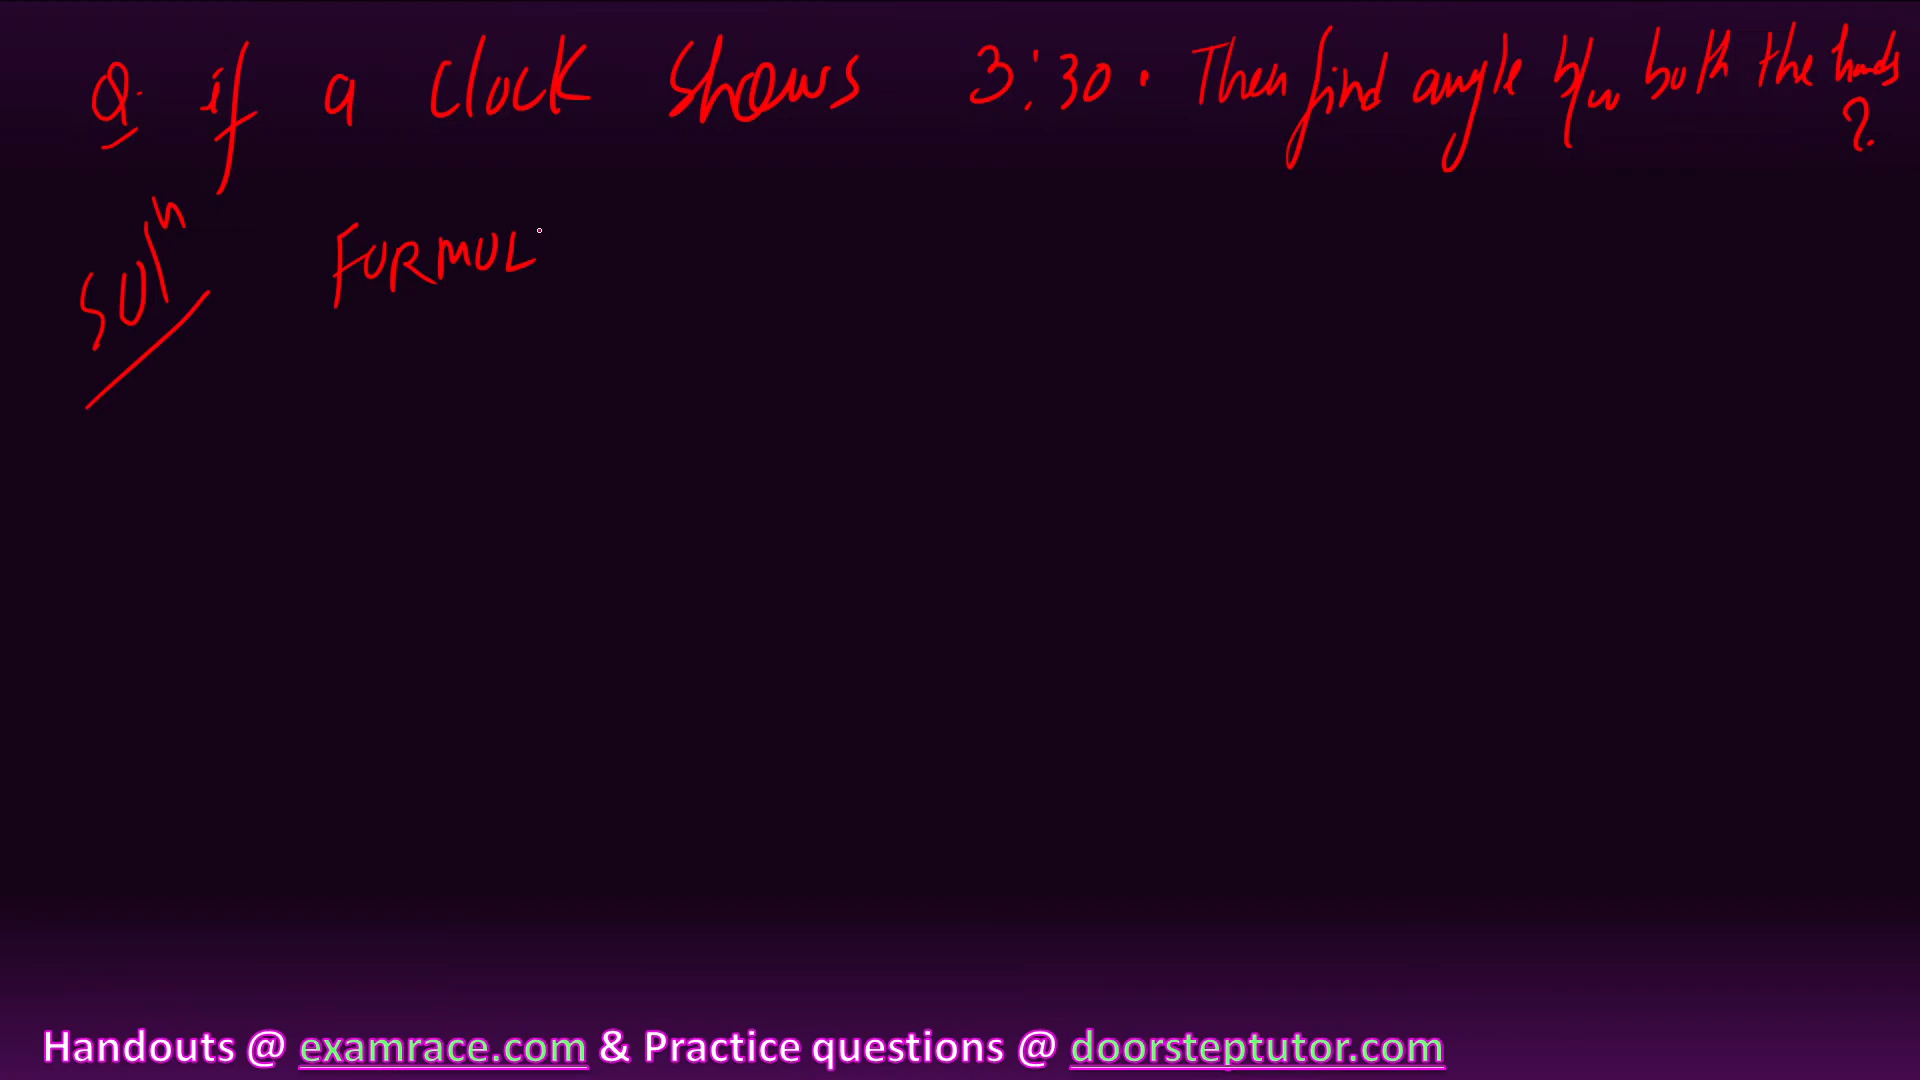 Q. if a clock shows 3:30. Then find angle b/w both the hands
?
Solⁿ
FORMUL
Handouts @ examrace.com & Practice questions @ doorsteptutor.com